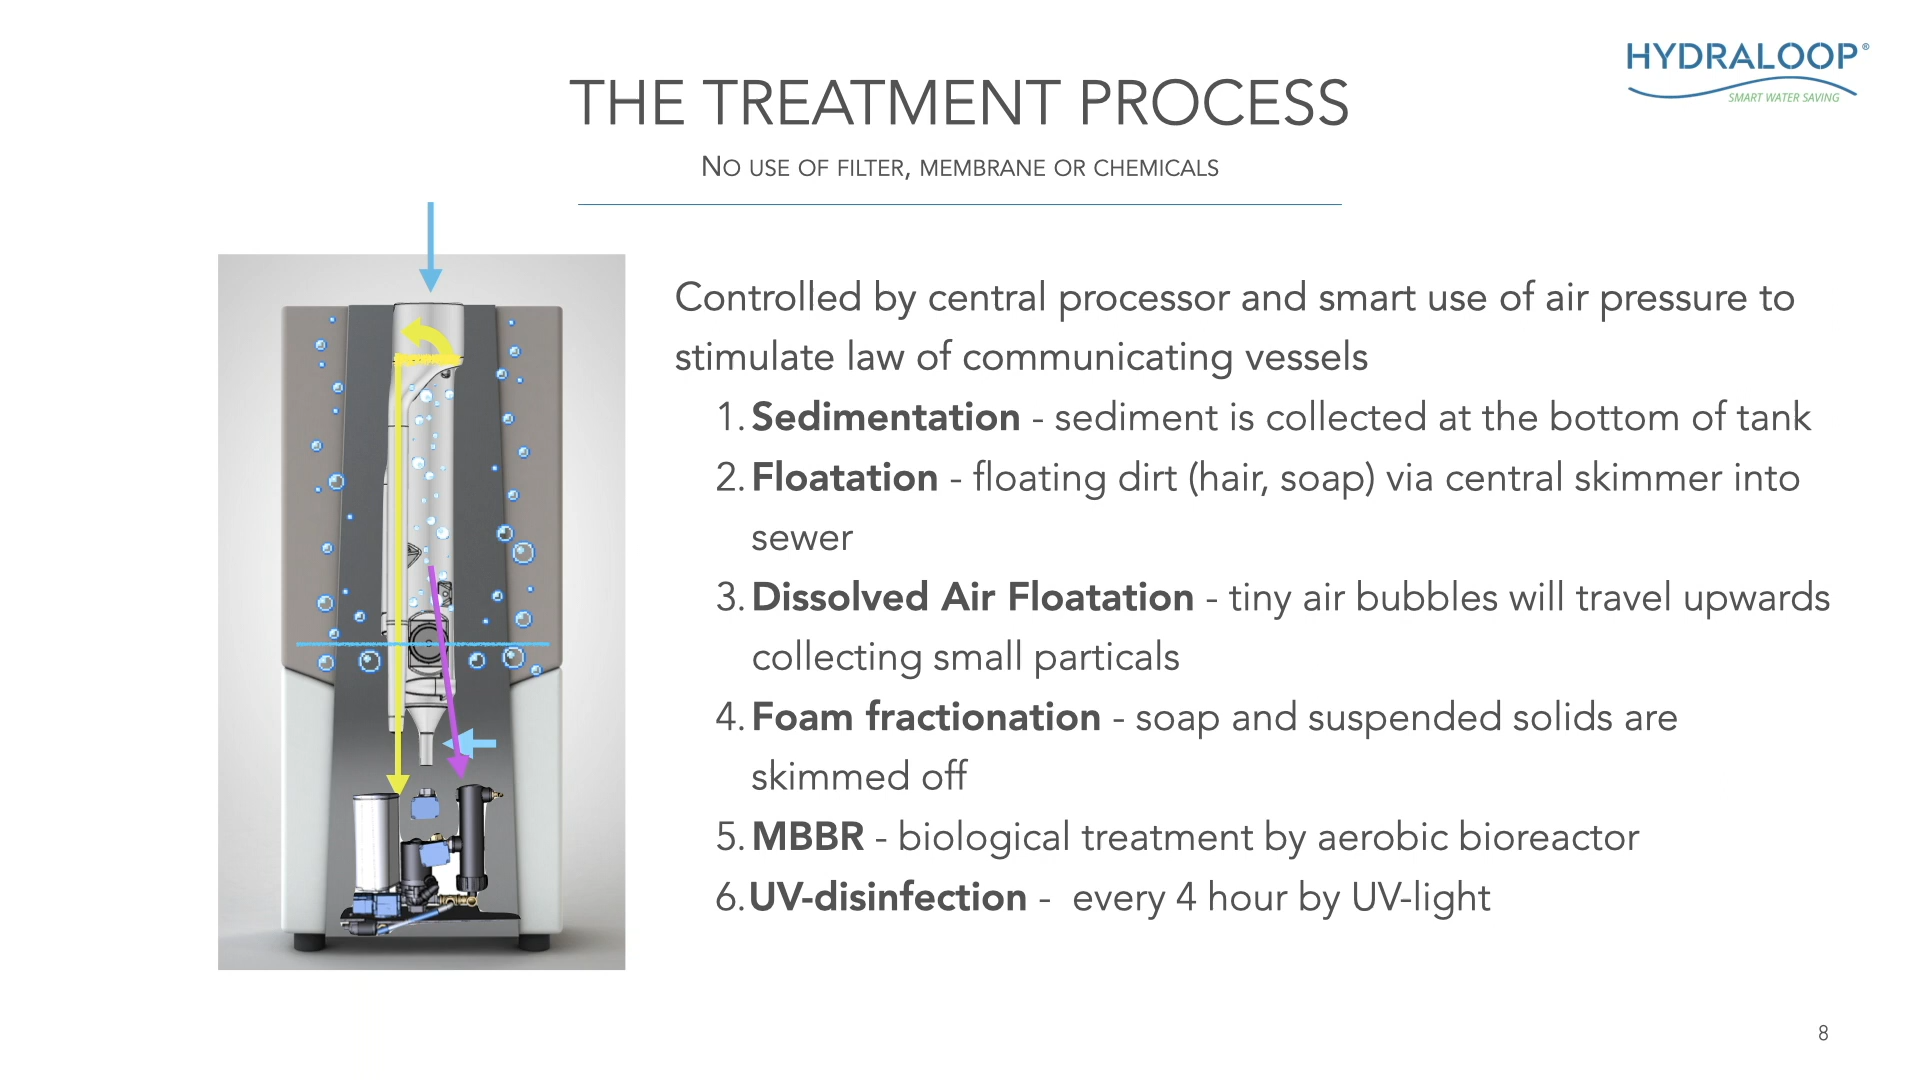 HYDRALOOP®
SMART WATER SAVING
THE TREATMENT PROCESS
NO USE OF FILTER, MEMBRANE OR CHEMICALS
Controlled by central processor and smart use of air pressure to
stimulate law of communicating vessels
1. Sedimentation - sediment is collected at the bottom of tank
2. Floatation - floating dirt (hair, soap) via central skimmer into
sewer
3. Dissolved Air Floatation - tiny air bubbles will travel upwards
collecting small particals
4. Foam fractionation - soap and suspended solids are
skimmed off
5. MBBR - biological treatment by aerobic bioreactor
6. UV-disinfection - every 4 hour by UV-light
8